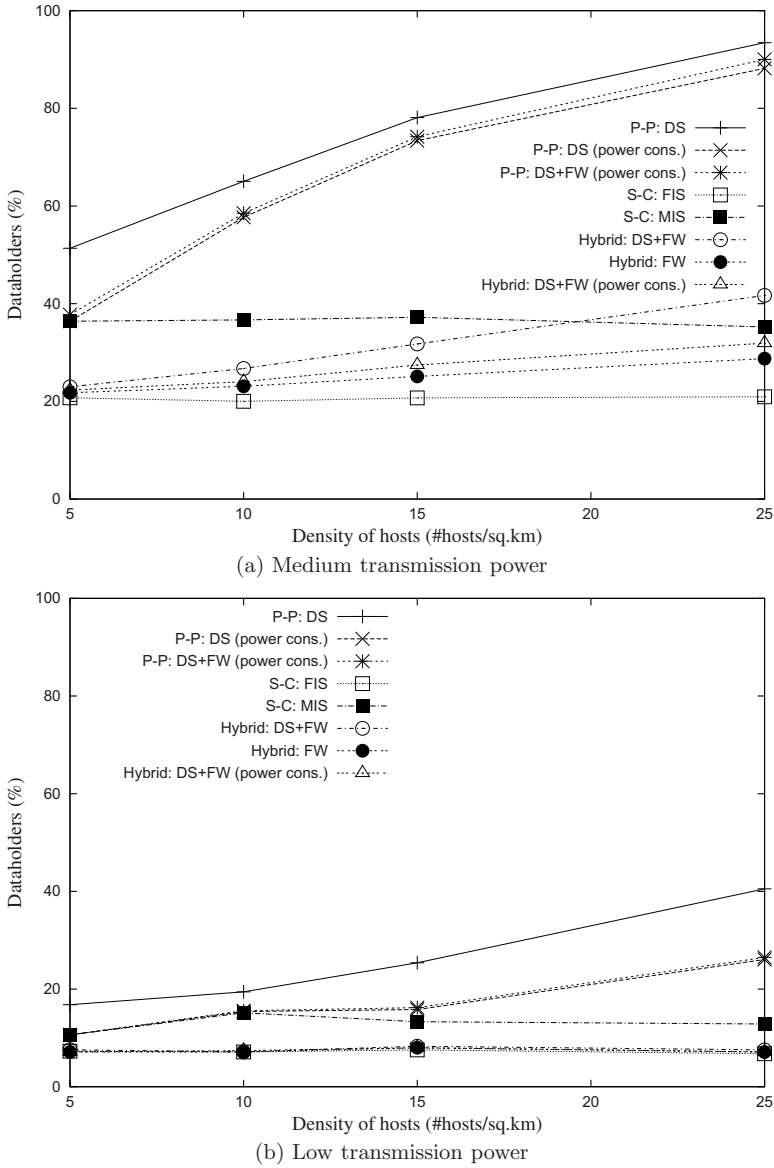 100
80
60
40
20
0
Dataholders (%)
P-P: DS
P-P: DS (power cons.)
P-P: DS+FW (power cons.)
S-C: FIS
S-C: MIS
Hybrid: DS+FW
Hybrid: FW
Hybrid: DS+FW (power cons.)
5
10
15
20
25
Density of hosts (#hosts/sq.km)
(a) Medium transmission power
100
80
60
40
20
0
Dataholders (%)
P-P: DS
P-P: DS (power cons.)
P-P: DS+FW (power cons.)
S-C: FIS
S-C: MIS
Hybrid: DS+FW
Hybrid: FW
Hybrid: DS+FW (power cons.)
5
10
15
20
25
Density of hosts (#hosts/sq.km)
(b) Low transmission power